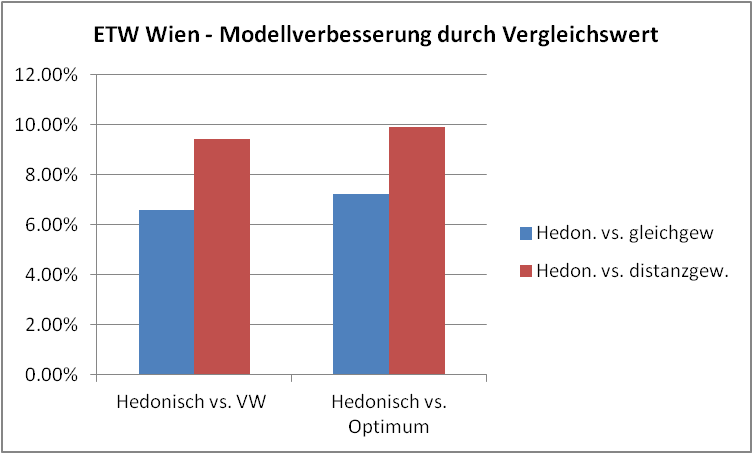 ETW Wien - Modellverbesserung durch Vergleichswert
12.00%
10.00%
8.00%
6.00%
4.00%
2.00%
0.00%
Hedonisch vs. VW
Hedonisch vs.
Optimum
Hedon. vs. gleichgew
Hedon. vs. distanzgew.